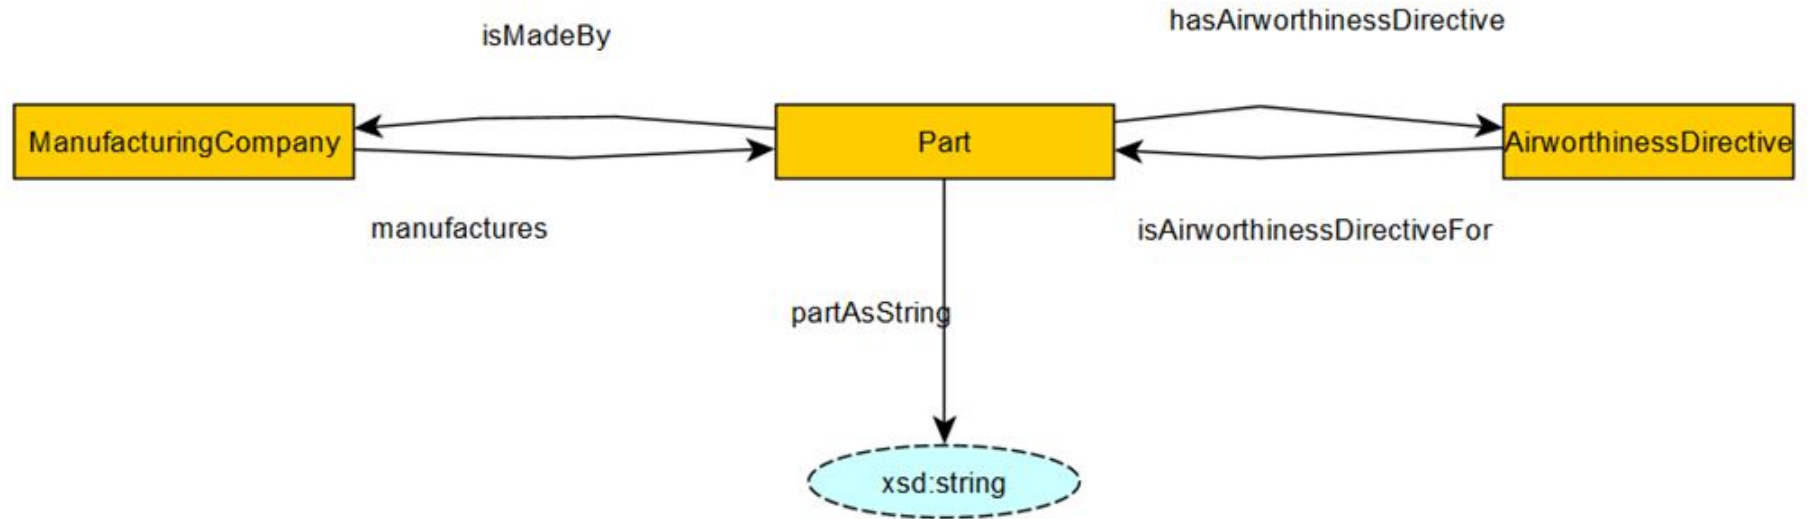 hasAirworthinessDirective
isMadeBy
ManufacturingCompany
Part
AirworthinessDirective
manufactures
isAirworthinessDirectiveFor
partAsString
xsd:string